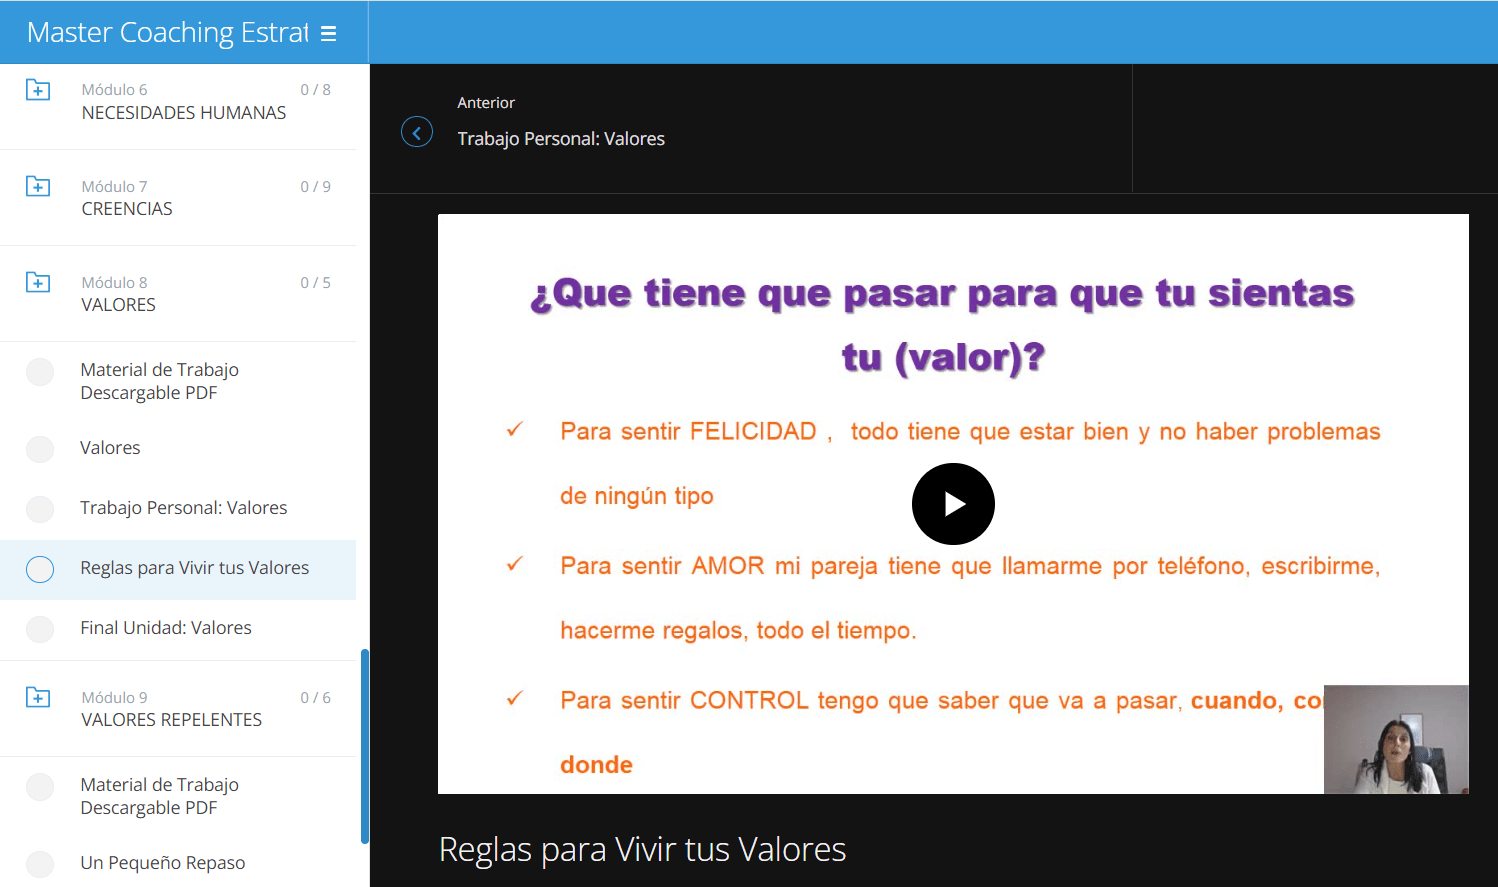 Master Coaching Estrat
Módulo 6
0 / 8
NECESIDADES HUMANAS
Módulo 7
0 / 9
CREENCIAS
Módulo 8
0 / 5
VALORES
Material de Trabajo
Descargable PDF
Valores
Trabajo Personal: Valores
Reglas para Vivir tus Valores
Final Unidad: Valores
Módulo 9
0 / 6
VALORES REPELENTES
Material de Trabajo
Descargable PDF
Un Pequeño Repaso
Anterior
Trabajo Personal: Valores
¿Que tiene que pasar para que tu sientas
tu (valor)?
Para sentir FELICIDAD , todo tiene que estar bien y no haber problemas
de ningún tipo
Para sentir AMOR mi pareja tiene que llamarme por teléfono, escribirme,
hacerme regalos, todo el tiempo.
Para sentir CONTROL tengo que saber que va a pasar, cuando,
donde
Reglas para Vivir tus Valores